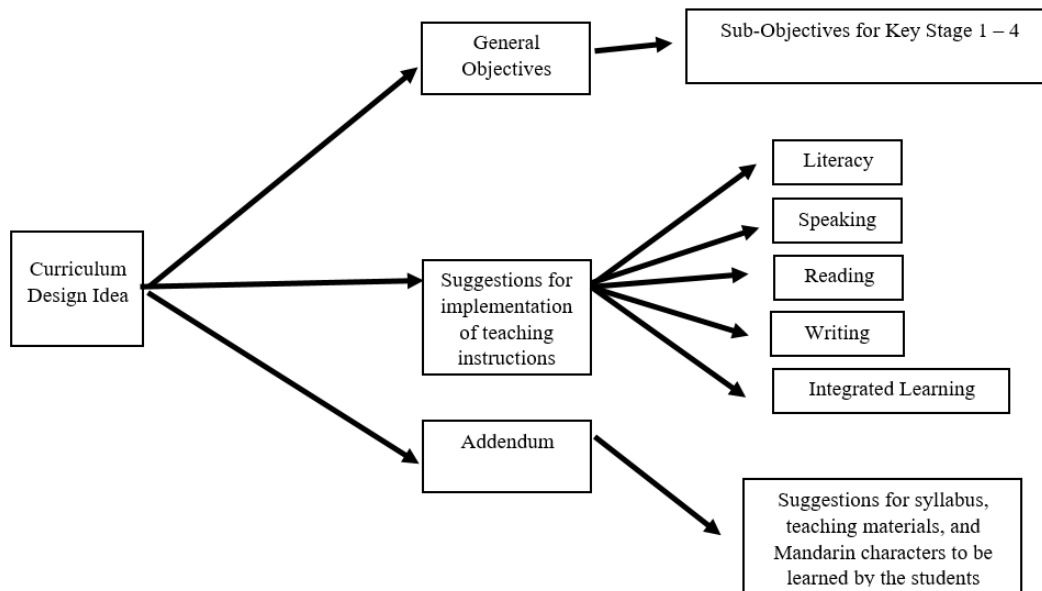 Curriculum
Design Idea
General
Objectives
Sub-Objectives for Key Stage 1 – 4
Suggestions for
implementation
of teaching
instructions
Literacy
Speaking
Reading
Writing
Integrated Learning
Addendum
Suggestions for syllabus,
teaching materials, and
Mandarin characters to be
learned by the students